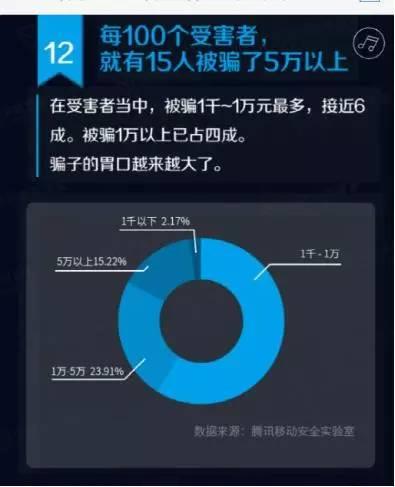 12
每100个受害者，
就有15人被骗了5万以上
在受害者当中，被骗1千~1万元最多，接近6
成。被骗1万以上已占四成。
骗子的胃口越来越大了。
1千以下 2.17%
5万以上15.22%
1千 - 1万
1万-5万 23.91%
数据来源：腾讯移动安全实验室